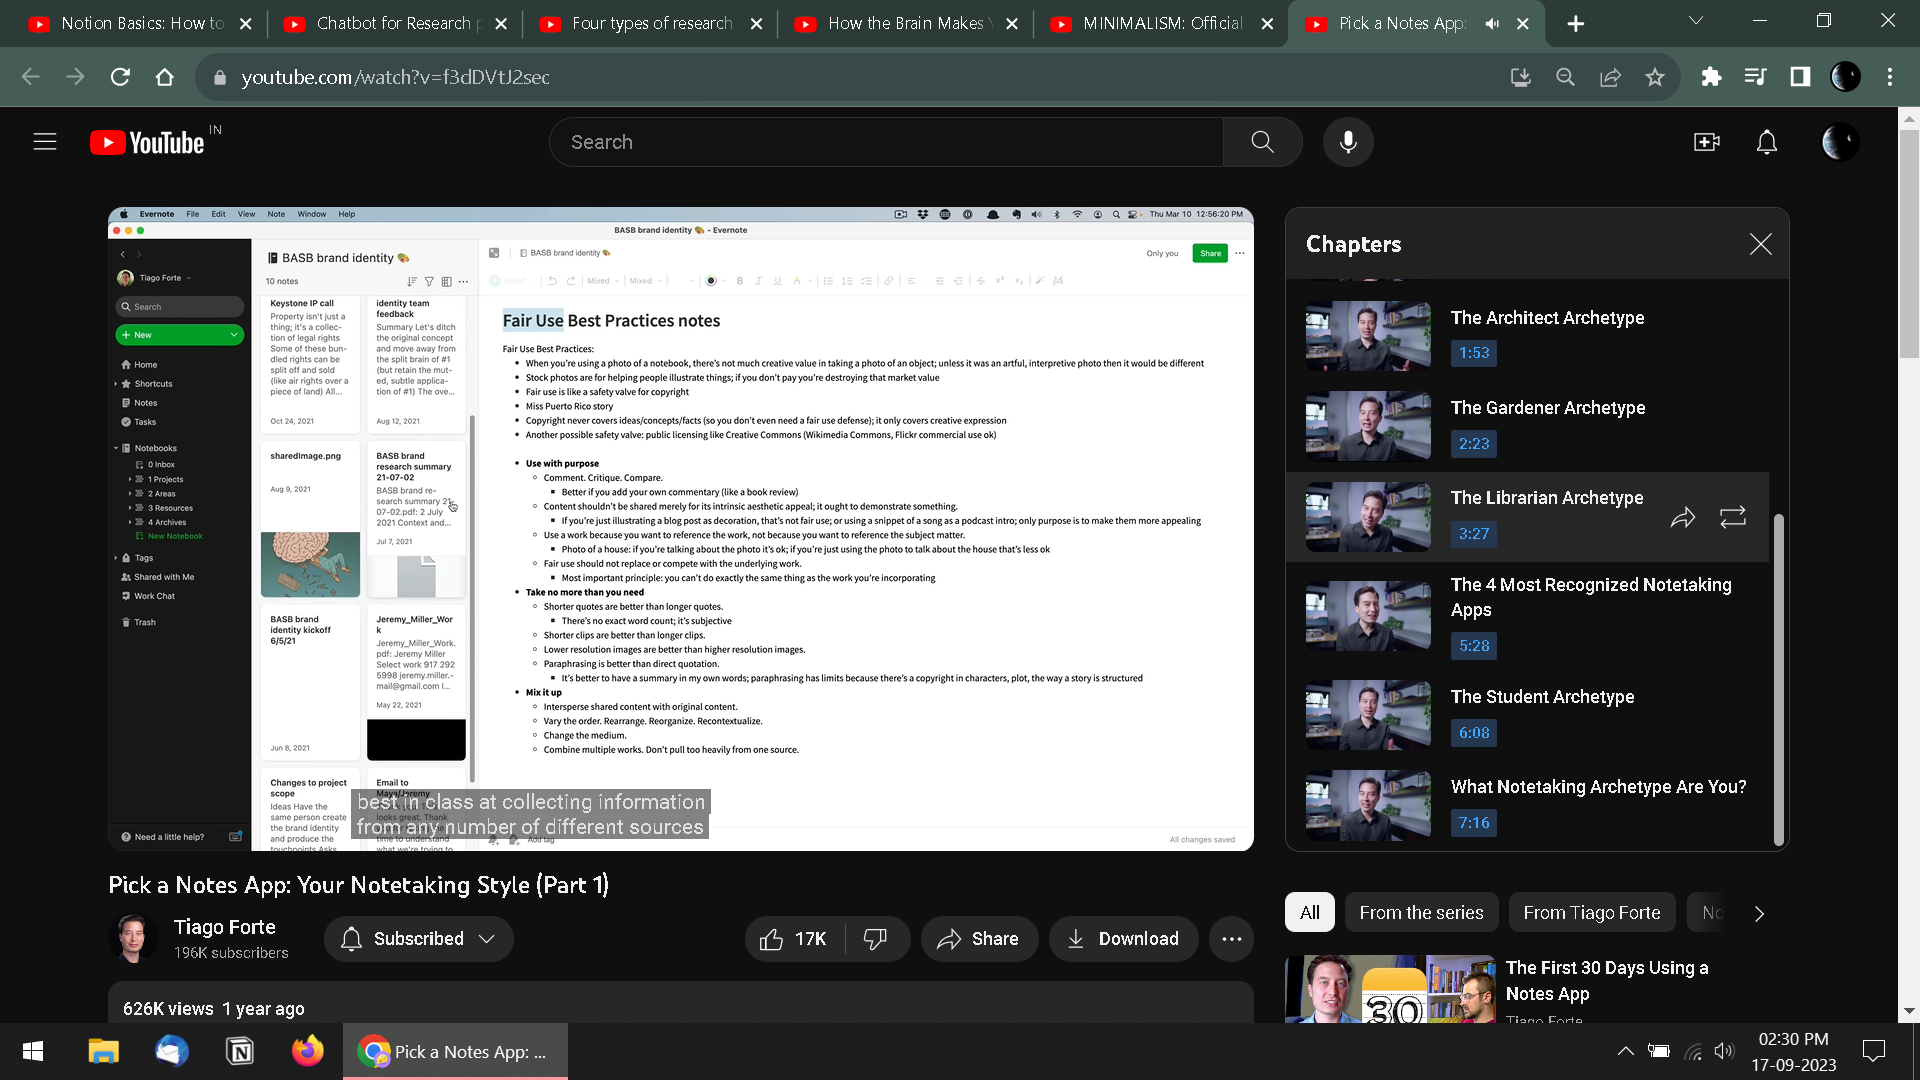 Notion Basics: How to
Chatbot for Research p
Four types of research
How the Brain Makes Y
MINIMALISM: Official
Pick a Notes App:
youtube.com/watch?v=f3dDVtJ2sec
YouTube IN
Search
Evernote File Edit View Note Window Help
Thu Mar 10 12:56:20 PM
BASB brand identity - Evernote
Tiago Forte
Search
New
Home
Shortcuts
Notes
Tasks
Notebooks
0 Inbox
1 Projects
2 Areas
3 Resources
4 Archives
New Notebook
Tags
Shared with Me
Work Chat
Trash
Need a little help?
BASB brand identity
10 notes
Keystone IP call
Property isn't just a
thing; it's a collec-
tion of legal rights
Some of these bun-
dled rights can be
split off and sold
(like air rights over a
piece of land) All...
Oct 24, 2021
identity team
feedback
Summary Let's ditch
the original concept
and move away from
the split brain of #1
(but retain the mut-
ed, subtle applica-
tion of #1) The ove...
Aug 12, 2021
sharedImage.png
Aug 9, 2021
BASB brand
research summary
21-07-02
BASB brand re-
search summary 21-
07-02.pdf: 2 July
2021 Context and...
Jul 7, 2021
BASB brand
identity kickoff
6/5/21
Jun 8, 2021
Jeremy_Miller_Wor
k
Jeremy_Miller_Work.
pdf: Jeremy Miller
Select work 917 292
5998 jeremy.miller.-
mail@gmail.com I...
May 22, 2021
Changes to project
scope
Ideas Have the
same person create
the brand identity
and produce the
touchpoints Asks
Email to
Maya/Jeremy
looks great. Thank
time to understand
what we're trying to
BASB brand identity
Only you
Share
Mixed
Mixed
Fair Use Best Practices notes
Fair Use Best Practices:
• When you're using a photo of a notebook, there's not much creative value in taking a photo of an object; unless it was an artful, interpretive photo then it would be different
• Stock photos are for helping people illustrate things; if you don't pay you're destroying that market value
• Fair use is like a safety valve for copyright
• Miss Puerto Rico story
• Copyright never covers ideas/concepts/facts (so you don't even need a fair use defense); it only covers creative expression
• Another possible safety valve: public licensing like Creative Commons (Wikimedia Commons, Flickr commercial use ok)
• Use with purpose
Comment. Critique. Compare.
Better if you add your own commentary (like a book review)
Content shouldn't be shared merely for its intrinsic aesthetic appeal; it ought to demonstrate something.
If you're just illustrating a blog post as decoration, that's not fair use; or using a snippet of a song as a podcast intro; only purpose is to make them more appealing
Use a work because you want to reference the work, not because you want to reference the subject matter.
Photo of a house: if you're talking about the photo it's ok; if you're just using the photo to talk about the house that's less ok
Fair use should not replace or compete with the underlying work.
Most important principle: you can't do exactly the same thing as the work you're incorporating
• Take no more than you need
Shorter quotes are better than longer quotes.
There's no exact word count; it's subjective
Shorter clips are better than longer clips.
Lower resolution images are better than higher resolution images.
Paraphrasing is better than direct quotation.
It's better to have a summary in my own words; paraphrasing has limits because there's a copyright in characters, plot, the way a story is structured
• Mix it up
Intersperse shared content with original content.
Vary the order. Rearrange. Reorganize. Recontextualize.
Change the medium.
Combine multiple works. Don't pull too heavily from one source.
best in class at collecting information
from any number of different sources
Add tag
All changes saved
Chapters
The Architect Archetype
1:53
The Gardener Archetype
2:23
The Librarian Archetype
3:27
The 4 Most Recognized Notetaking
Apps
5:28
The Student Archetype
6:08
What Notetaking Archetype Are You?
7:16
Pick a Notes App: Your Notetaking Style (Part 1)
Tiago Forte
196K subscribers
Subscribed
17K
Share
Download
626K views 1 year ago
All
From the series
From Tiago Forte
No
30
The First 30 Days Using a
Notes App
Tiago Forte
Pick a Notes App: ...
02:30 PM
17-09-2023